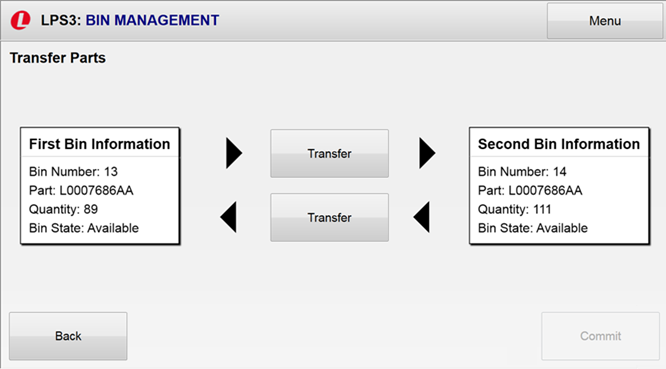 LPS3: BIN MANAGEMENT
Menu
Transfer Parts
First Bin Information
Bin Number: 13
Part: L0007686AA
Quantity: 89
Bin State: Available
Transfer
Transfer
Second Bin Information
Bin Number: 14
Part: L0007686AA
Quantity: 111
Bin State: Available
Back
Commit